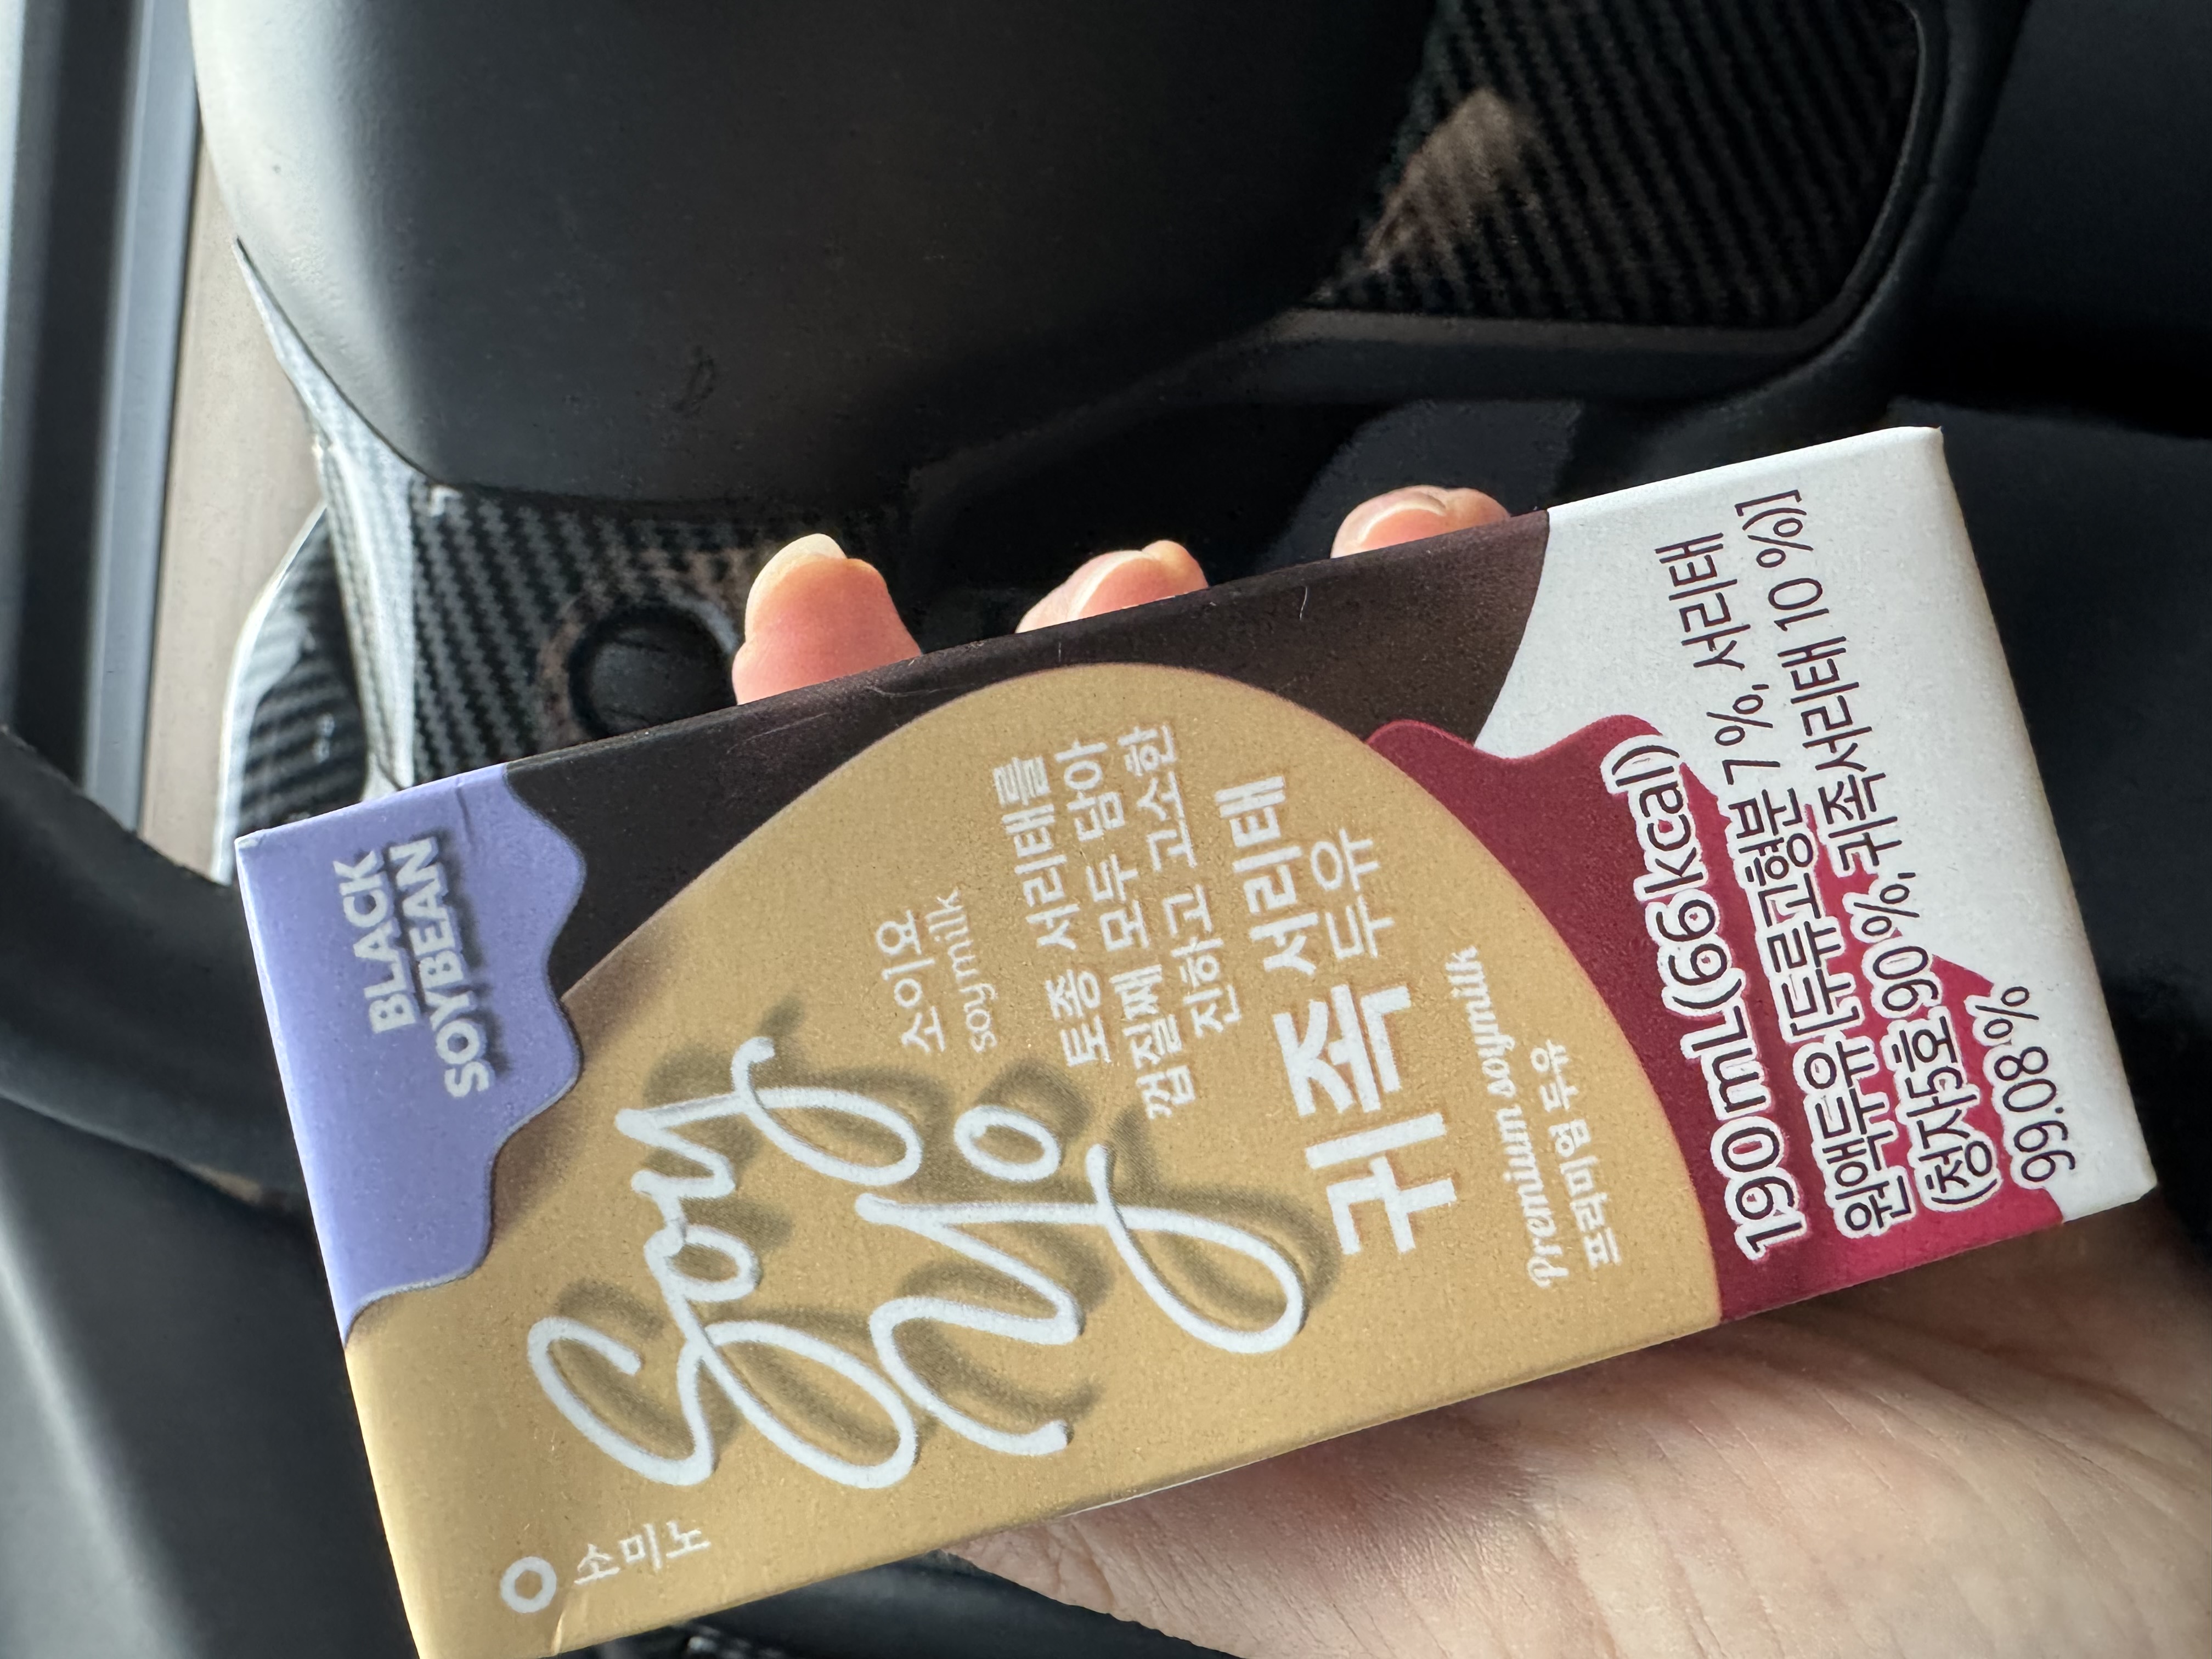 소미노
BLACK
SOYBEAN
Soy
Yo
소이요
soymilk
토종 서리태를
껍질째 모두 담아
진하고 고소한
귀족 서리태
두유
Premium soymilk
프리미엄 두유
190 mL(66kcal)
원액두유 [두류고형분 7 %, 서리태
(청자5호 90 %, 귀족서리태 10 %)]
99.08 %